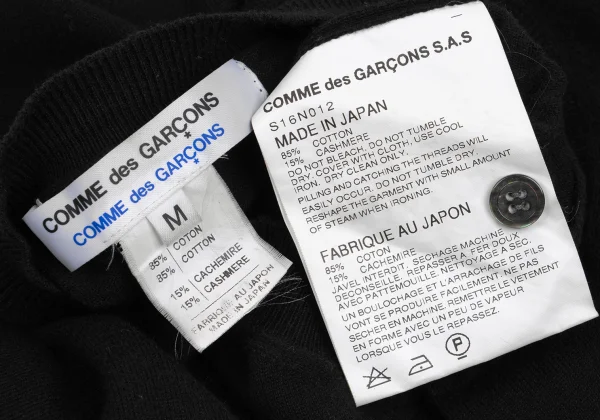 COMME des GARÇONS
COMME des GARÇONS
M
85% COTON
85% COTTON
15% CACHEMIRE
15% CASHMERE
FABRIQUE AU JAPON
MADE IN JAPAN
COMME des GARÇONS S.A.S
S16N012
MADE IN JAPAN
85% COTTON
15% CASHMERE
DO NOT BLEACH. DO NOT TUMBLE
DRY. COVER WITH CLOTH, USE COOL
IRON. DRY CLEAN ONLY.
PILLING AND CATCHING THE THREADS WILL
EASILY OCCUR. DO NOT TUMBLE DRY.
RESHAPE THE GARMENT WITH SMALL AMOUNT
OF STEAM WHEN IRONING.
FABRIQUE AU JAPON
85% COTON
15% CACHEMIRE
JAVEL INTERDIT. SECHAGE MACHINE
DECONSEILLE. REPASSER A FER DOUX
AVEC PATTEMOUILLE. NETTOYAGE A SEC.
UN BOULOCHAGE ET L'ARRACHAGE DE FILS
VONT SE PRODUIRE FACILEMENT. NE PAS
SECHER EN MACHINE. REMETTRE LE VETEMENT
EN FORME AVEC UN PEU DE VAPEUR
LORSQUE VOUS LE REPASSEZ.
P